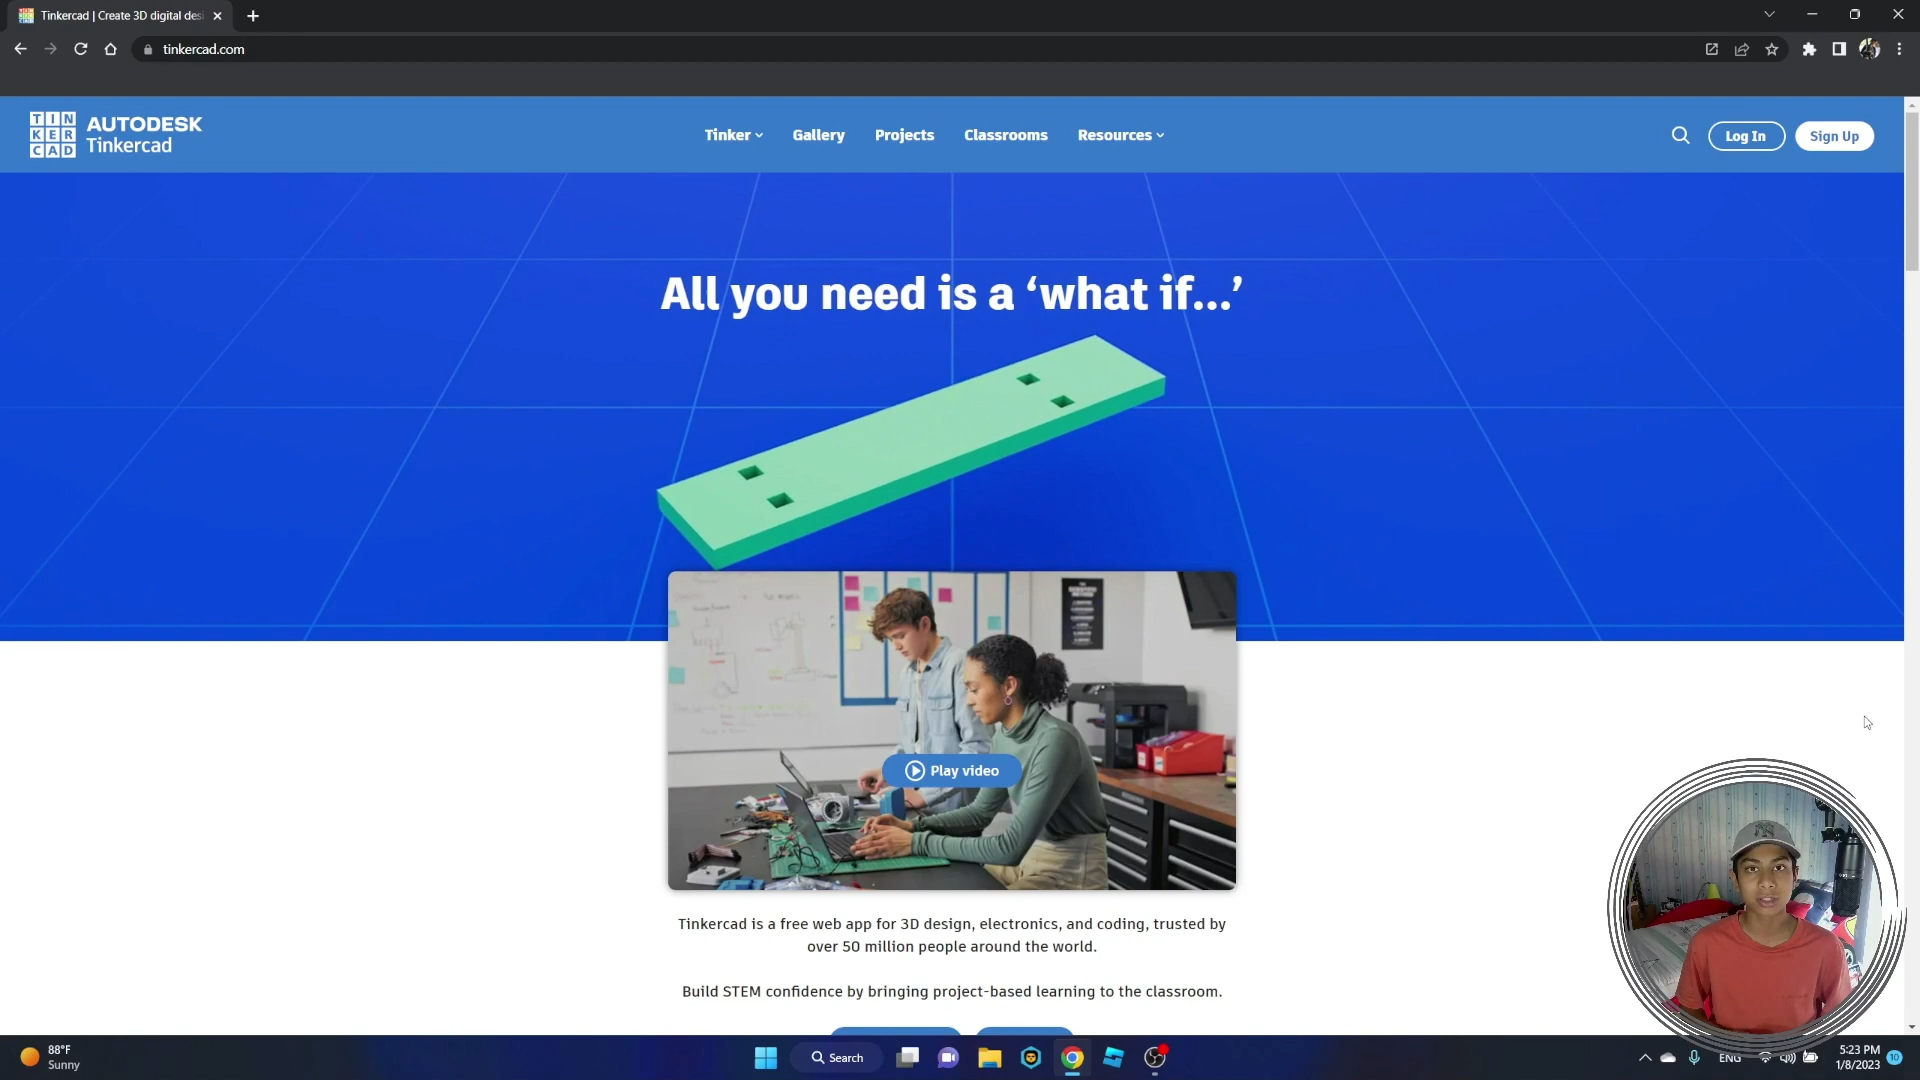 Tinkercad | Create 3D digital desi
tinkercad.com
TIN
KER
CAD
AUTODESK
Tinkercad
Tinker
Gallery
Projects
Classrooms
Resources
Log In
Sign Up
All you need is a ‘what if...’
Play video
Tinkercad is a free web app for 3D design, electronics, and coding, trusted by
over 50 million people around the world.
Build STEM confidence by bringing project-based learning to the classroom.
88°F
Sunny
Search
ENG
5:23 PM
1/8/2023
10